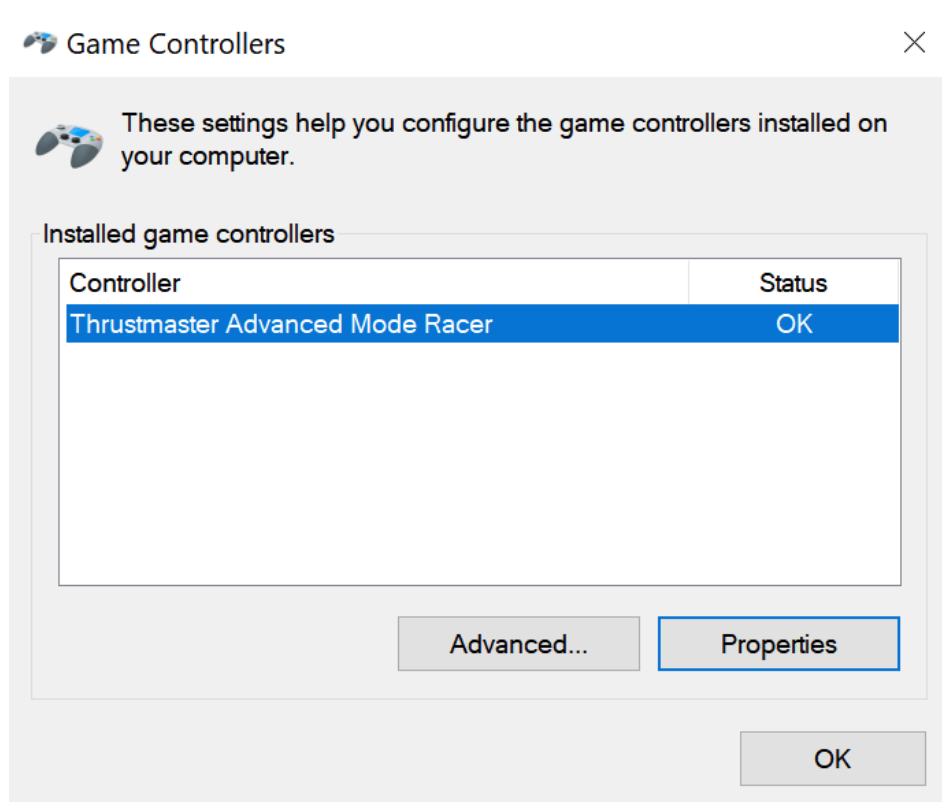 Game Controllers
These settings help you configure the game controllers installed on
your computer.
Installed game controllers
Controller Status
Thrustmaster Advanced Mode Racer OK
Advanced... Properties
OK